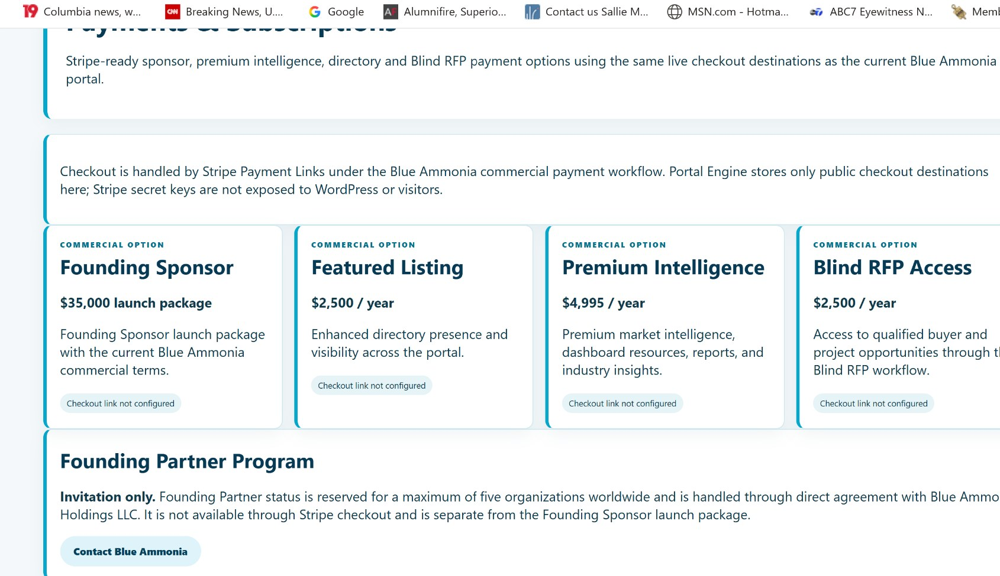 Columbia news, w...
CNN Breaking News, U....
Google
AF Alumnifire, Superio...
Contact us Sallie M...
MSN.com - Hotma...
ABC7 Eyewitness N...
Payments & Subscriptions
Stripe-ready sponsor, premium intelligence, directory and Blind RFP payment options using the same live checkout destinations as the current Blue Ammonia
portal.
Checkout is handled by Stripe Payment Links under the Blue Ammonia commercial payment workflow. Portal Engine stores only public checkout destinations
here; Stripe secret keys are not exposed to WordPress or visitors.
COMMERCIAL OPTION
Founding Sponsor
$35,000 launch package
Founding Sponsor launch package
with the current Blue Ammonia
commercial terms.
Checkout link not configured
COMMERCIAL OPTION
Featured Listing
$2,500 / year
Enhanced directory presence and
visibility across the portal.
Checkout link not configured
COMMERCIAL OPTION
Premium Intelligence
$4,995 / year
Premium market intelligence,
dashboard resources, reports, and
industry insights.
Checkout link not configured
COMMERCIAL OPTION
Blind RFP Access
$2,500 / year
Access to qualified buyer and
project opportunities through
Blind RFP workflow.
Checkout link not configured
Founding Partner Program
Invitation only. Founding Partner status is reserved for a maximum of five organizations worldwide and is handled through direct agreement with Blue
Holdings LLC. It is not available through Stripe checkout and is separate from the Founding Sponsor launch package.
Contact Blue Ammonia